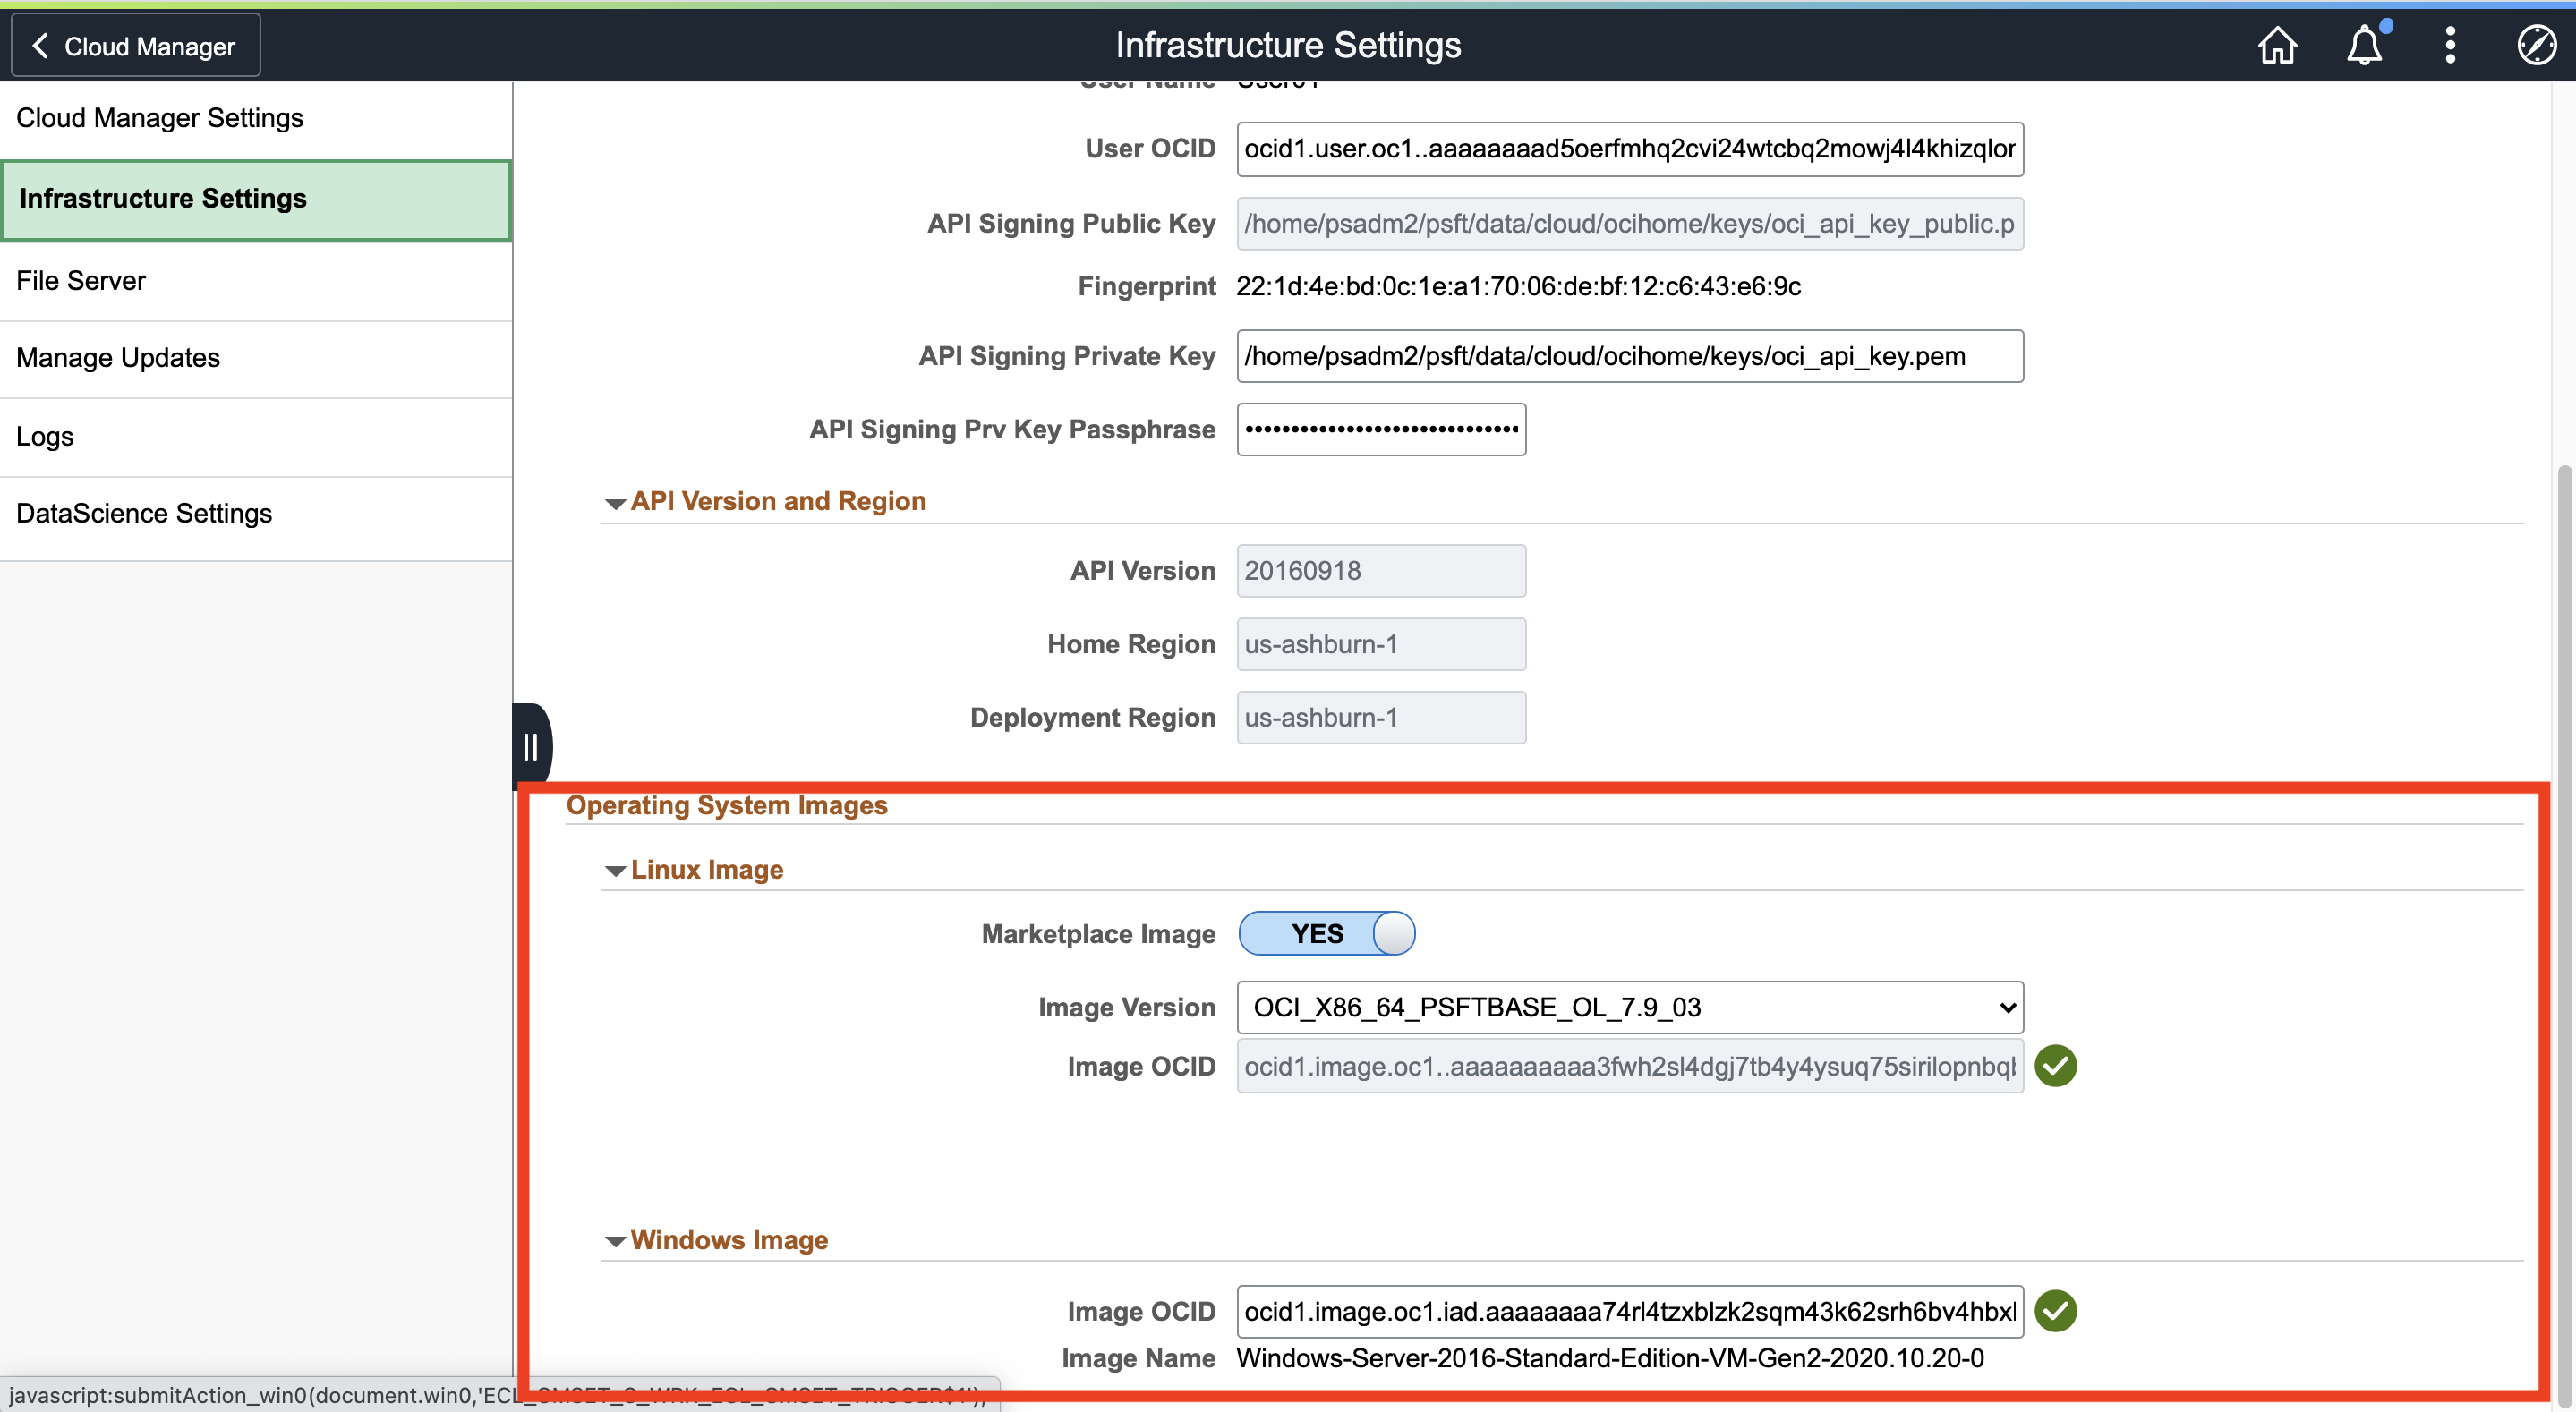 Cloud Manager
Infrastructure Settings
Cloud Manager Settings
Infrastructure Settings
File Server
Manage Updates
Logs
DataScience Settings
User Name User01
User OCID ocid1.user.oc1..aaaaaaaad5oerfmhq2cvi24wtcbq2mowj4l4khizqlor
API Signing Public Key /home/psadm2/psft/data/cloud/ocihome/keys/oci_api_key_public.p
Fingerprint 22:1d:4e:bd:0c:1e:a1:70:06:de:bf:12:c6:43:e6:9c
API Signing Private Key /home/psadm2/psft/data/cloud/ocihome/keys/oci_api_key.pem
API Signing Prv Key Passphrase
API Version and Region
API Version 20160918
Home Region us-ashburn-1
Deployment Region us-ashburn-1
Operating System Images
Linux Image
Marketplace Image YES
Image Version OCI_X86_64_PSFTBASE_OL_7.9_03
Image OCID ocid1.image.oc1..aaaaaaaaaa3fwh2sl4dgj7tb4y4ysuq75sirilopnbqb
Windows Image
Image OCID ocid1.image.oc1.iad.aaaaaaaa74rl4tzxblzk2sqm43k62srh6bv4hbxl
Image Name Windows-Server-2016-Standard-Edition-VM-Gen2-2020.10.20-0
javascript:submitAction_win0(document.win0,'ECL_CMSET_S_WRK_ECL_CMSET_TRIGGER$1');